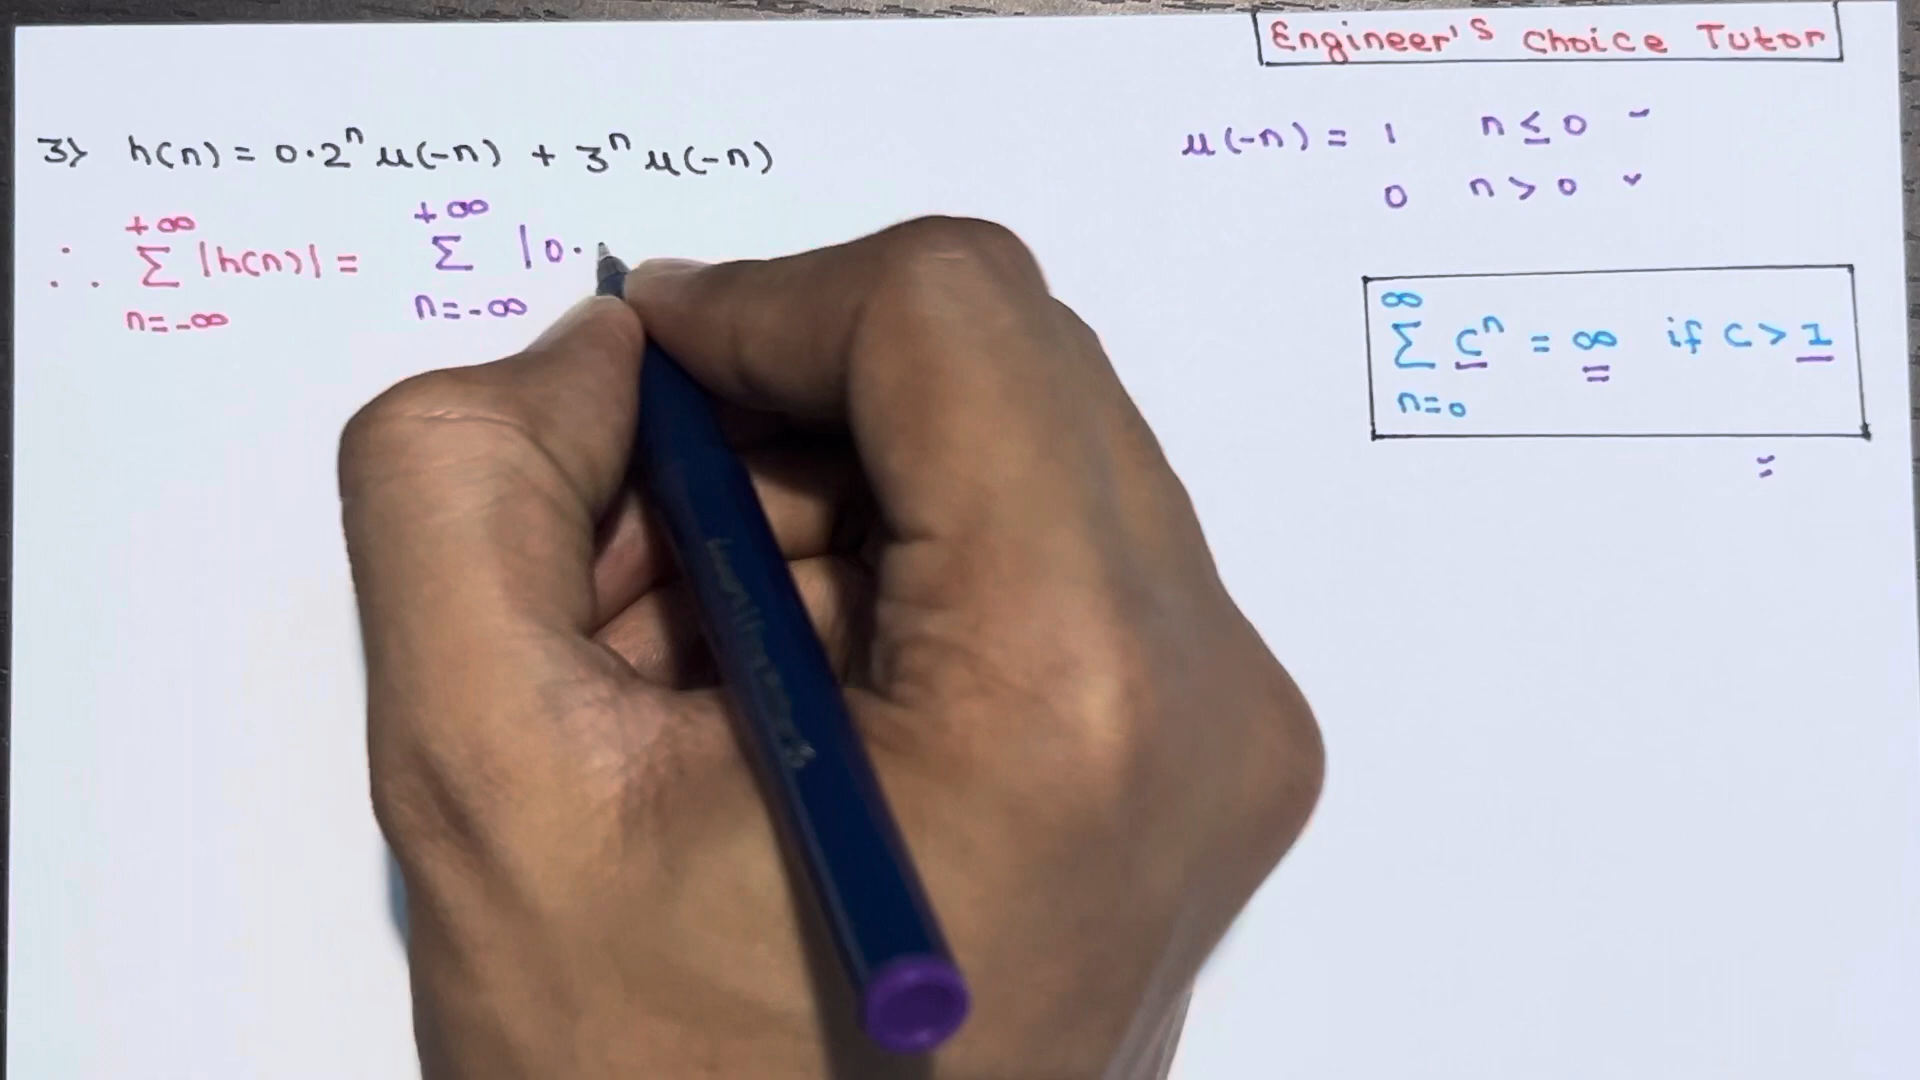 Engineer's Choice Tutor
3) h(n) = 0.2ⁿ u(-n) + 3ⁿ u(-n)
∴ +∞ Σ n=-∞ |h(n)| = +∞ Σ n=-∞ |0.
u(-n) = 1 n ≤ 0
0 n > 0
∞ Σ n=0 cⁿ = ∞ if c > 1